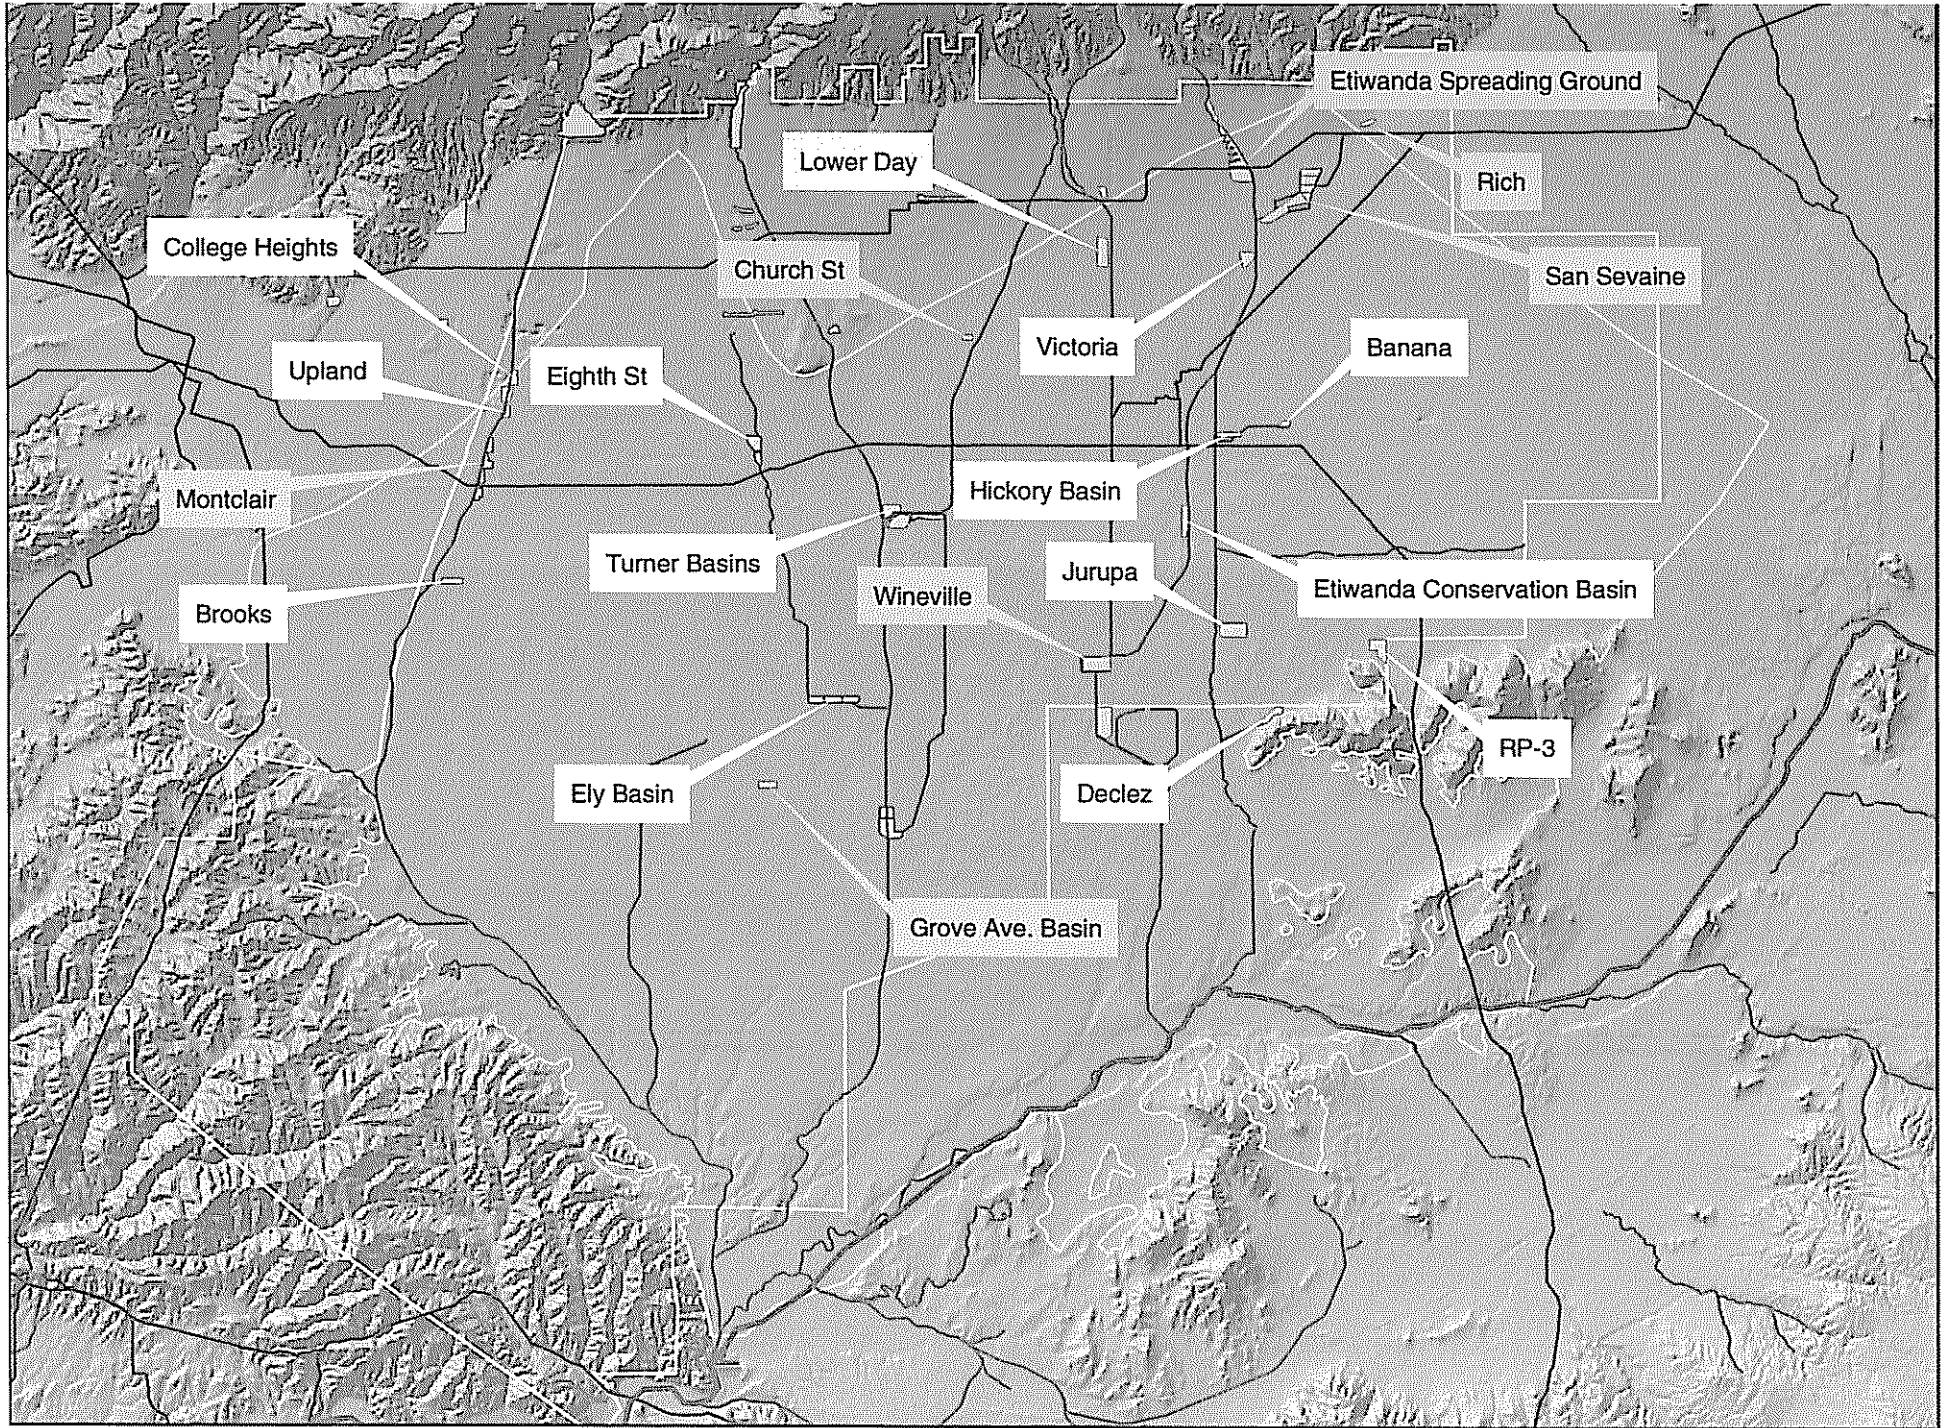 Etiwanda Spreading Ground
Lower Day
Rich
College Heights
Church St
San Sevaine
Victoria
Banana
Upland
Eighth St
Montclair
Hickory Basin
Turner Basins
Jurupa
Etiwanda Conservation Basin
Wineville
Brooks
RP-3
Ely Basin
Declez
Grove Ave. Basin